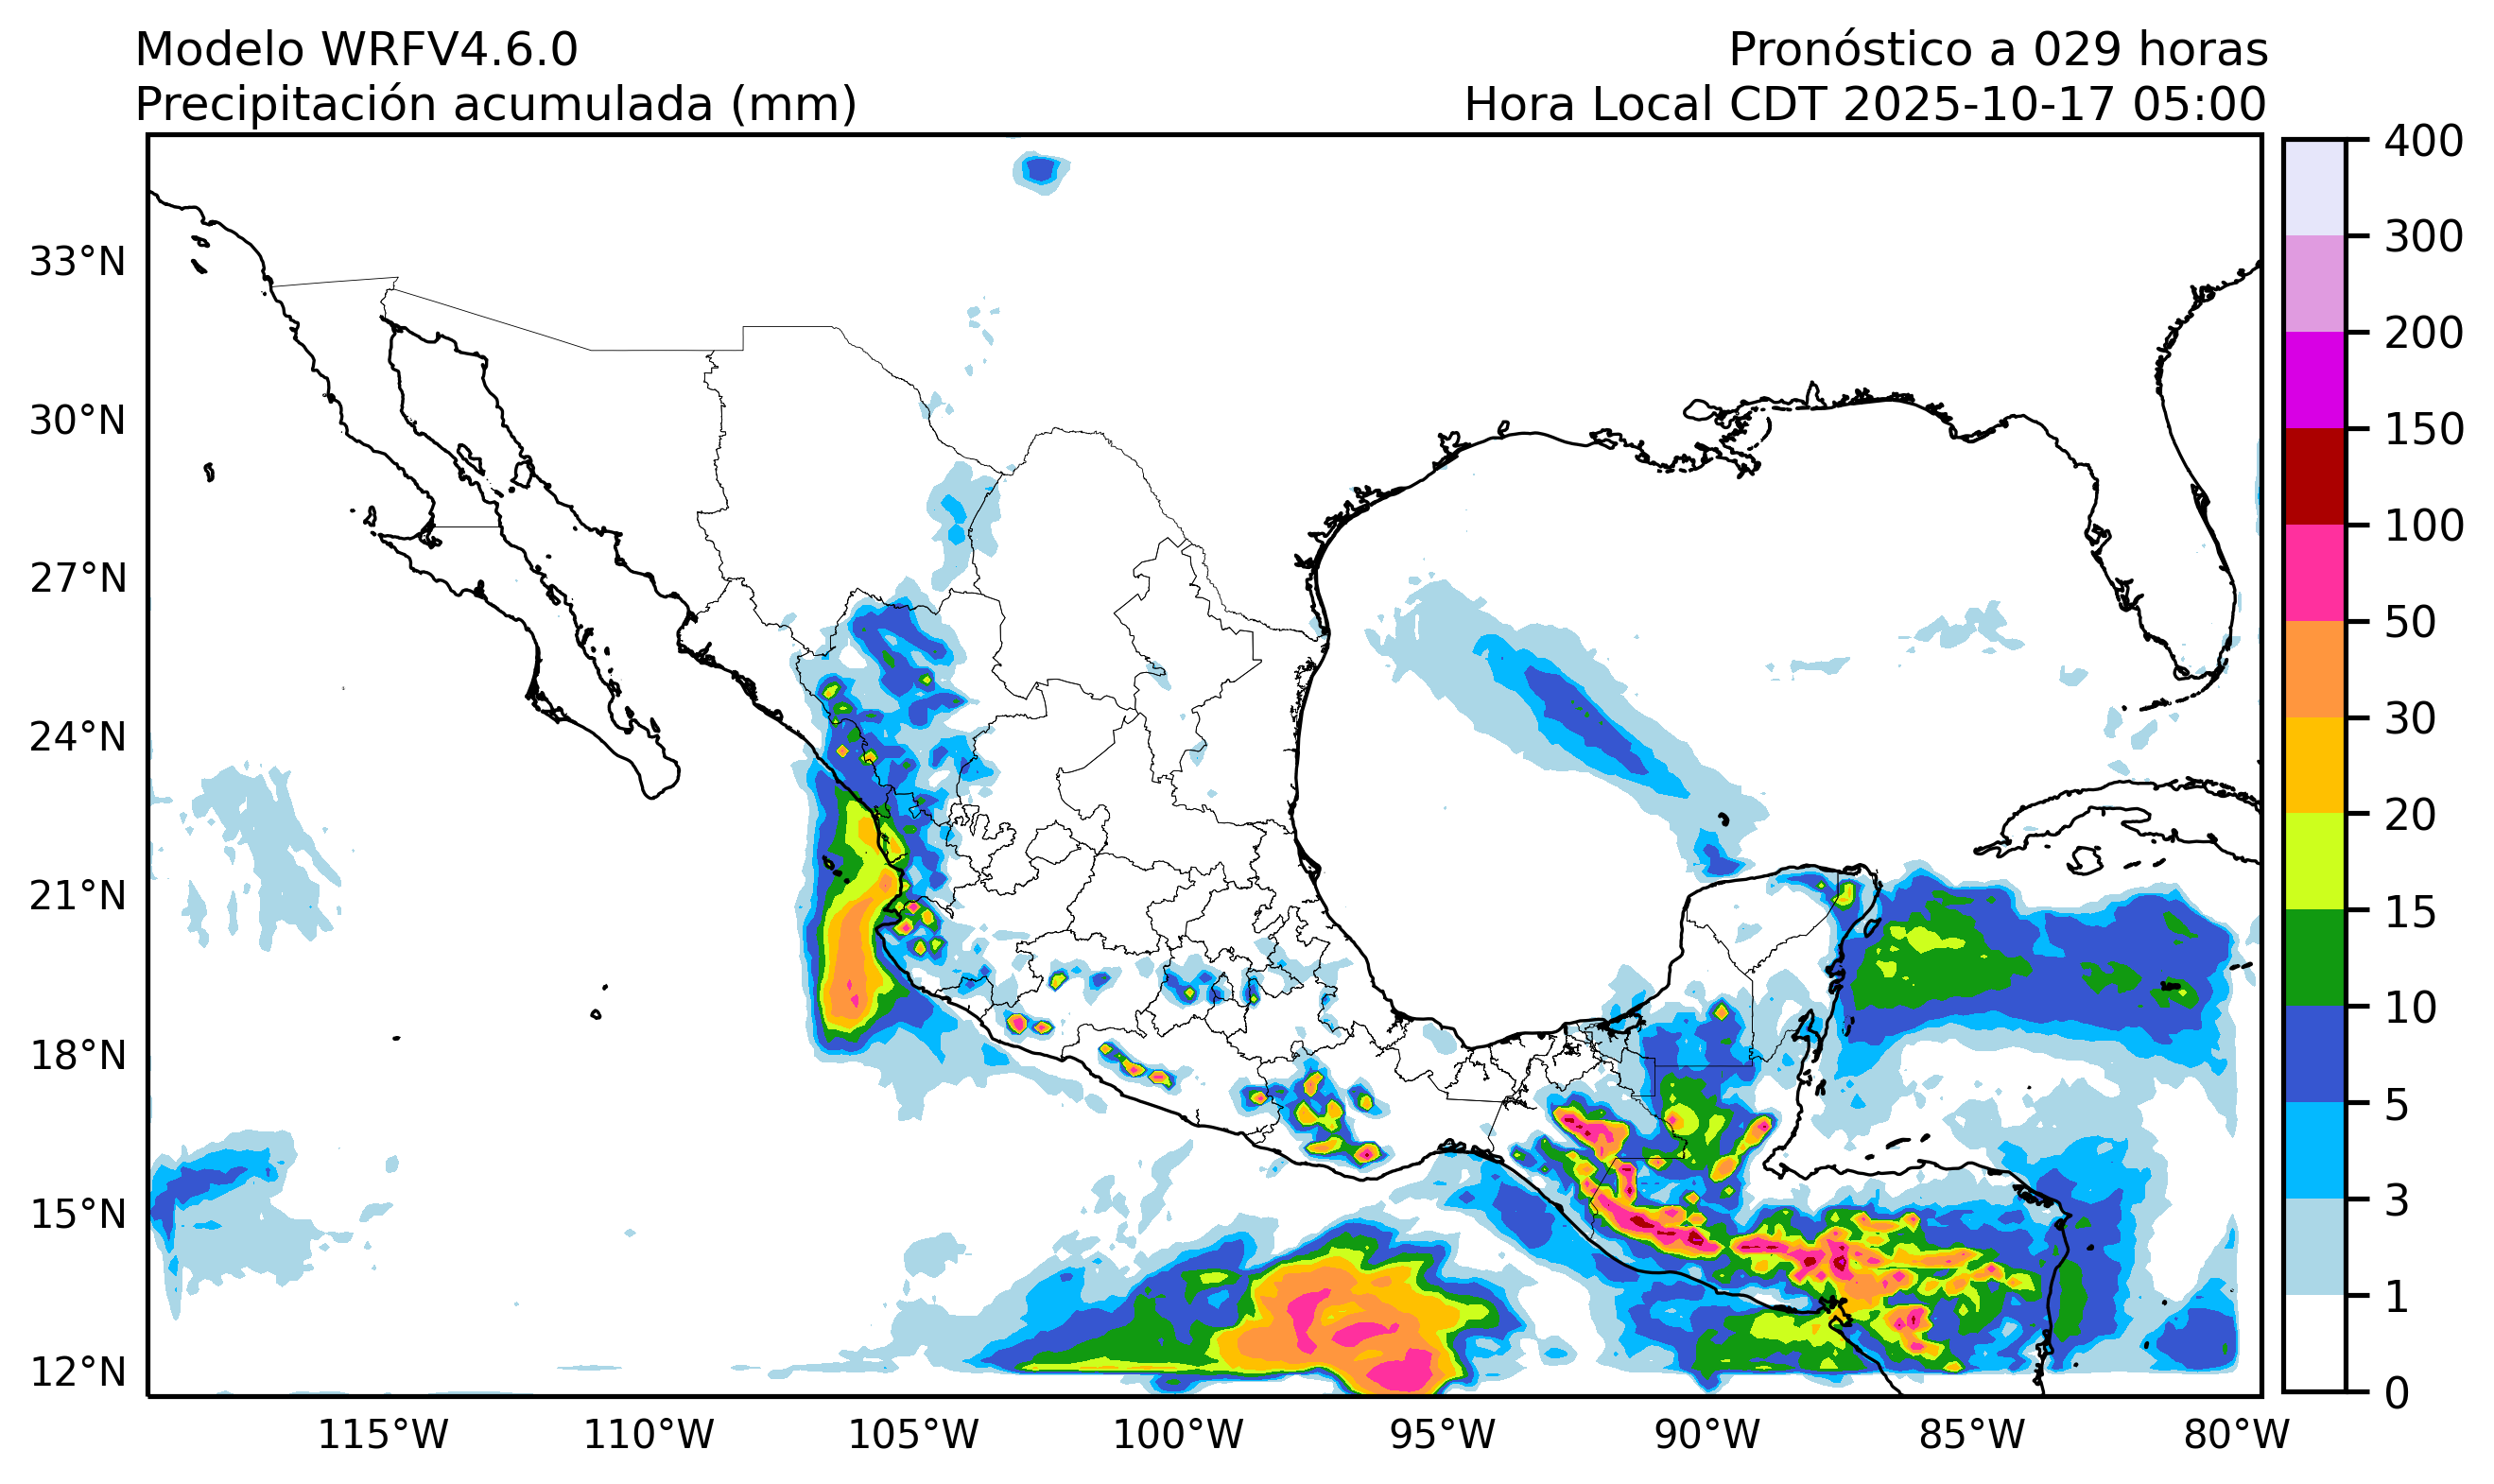 Modelo WRFV4.6.0
Pronóstico a 029 horas
Precipitación acumulada (mm)
Hora Local CDT 2025-10-17 05:00
33°N
30°N
27°N
24°N
21°N
18°N
15°N
12°N
115°W
110°W
105°W
100°W
95°W
90°W
85°W
80°W
400
300
200
150
100
50
30
20
15
10
5
3
1
0